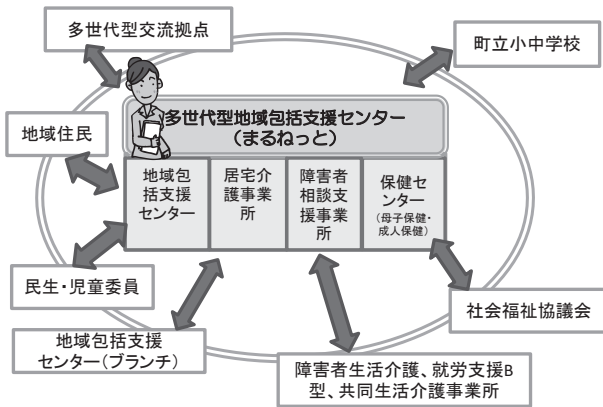 多世代型交流拠点
町立小中学校
多世代型地域包括支援センター
（まるねっと）
地域住民
地域包
括支援
センター
居宅介
護事業
所
障害者
相談支
援事業
所
保健セ
ンター
（母子保健・
成人保健）
民生・児童委員
社会福祉協議会
地域包括支援
センター（ブランチ）
障害者生活介護、就労支援B
型、共同生活介護事業所